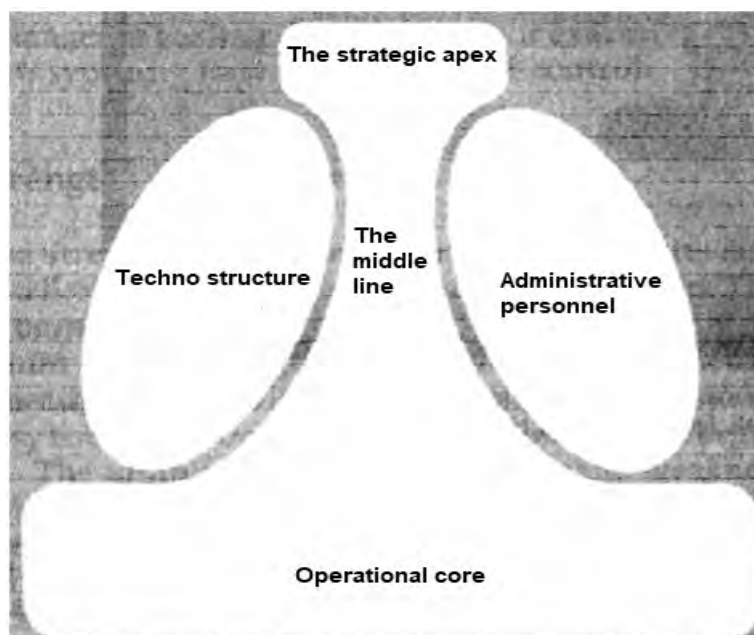 The strategic apex
Techno structure
The
middle
line
Administrative
personnel
Operational core